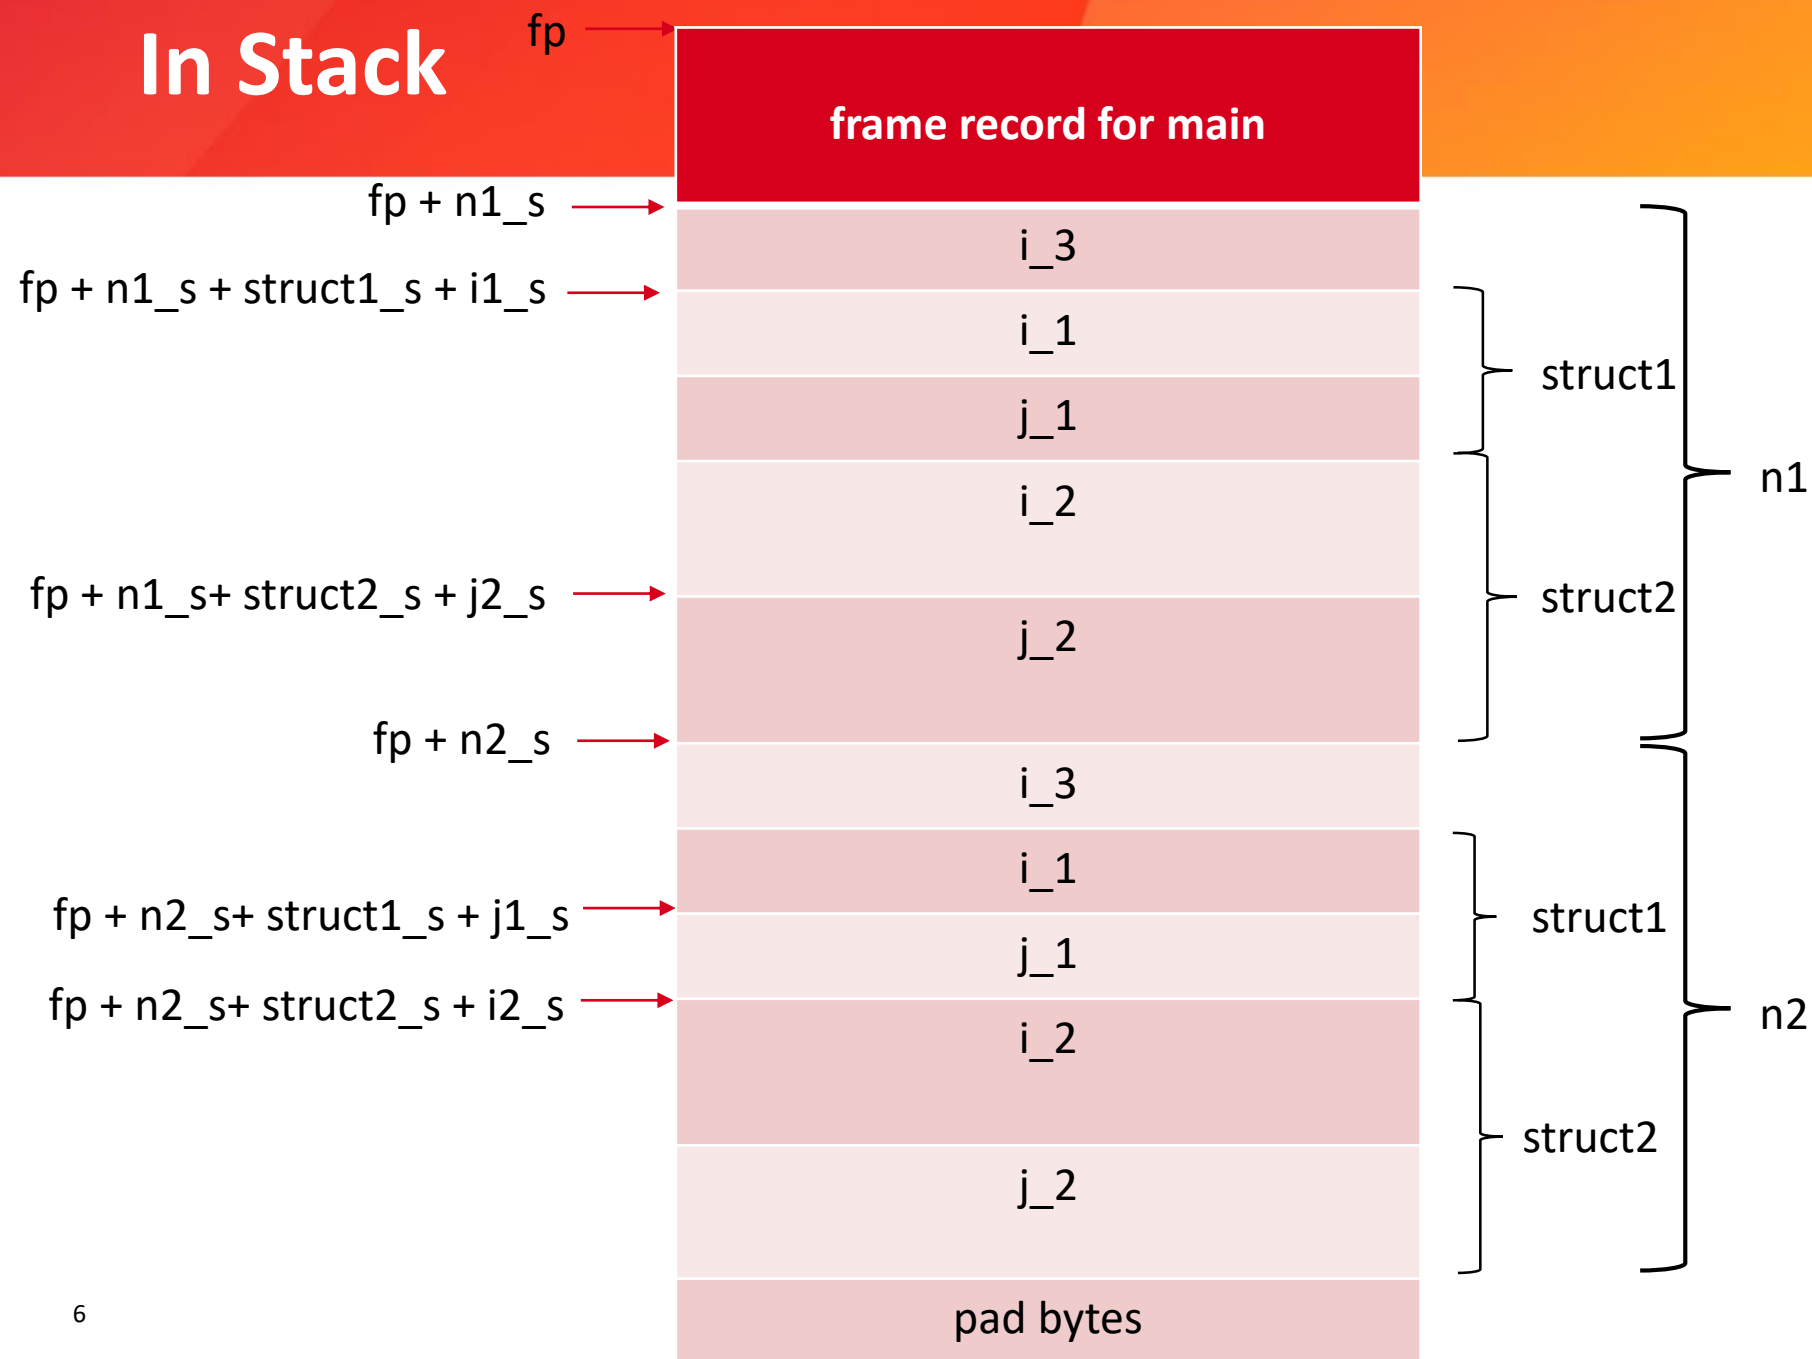 In Stack
fp
frame record for main
fp + n1_s
i_3
fp + n1_s + struct1_s + i1_s
i_1
struct1
j_1
n1
i_2
fp + n1_s+ struct2_s + j2_s
struct2
j_2
fp + n2_s
i_3
i_1
fp + n2_s+ struct1_s + j1_s
struct1
j_1
fp + n2_s+ struct2_s + i2_s
n2
i_2
struct2
j_2
6
pad bytes